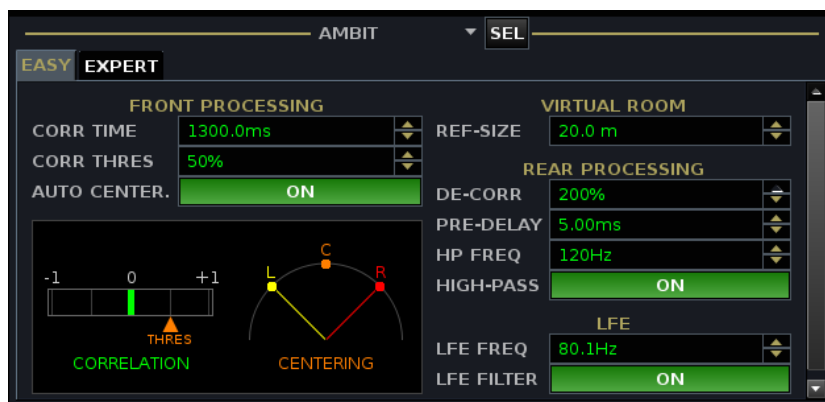 AMBIT SEL
EASY EXPERT
FRONT PROCESSING
CORR TIME 1300.0ms
CORR THRES 50%
AUTO CENTER. ON
-1 0 +1
THRES
CORRELATION
L C R
CENTERING
VIRTUAL ROOM
REF-SIZE 20.0 m
REAR PROCESSING
DE-CORR 200%
PRE-DELAY 5.00ms
HP FREQ 120Hz
HIGH-PASS ON
LFE
LFE FREQ 80.1Hz
LFE FILTER ON